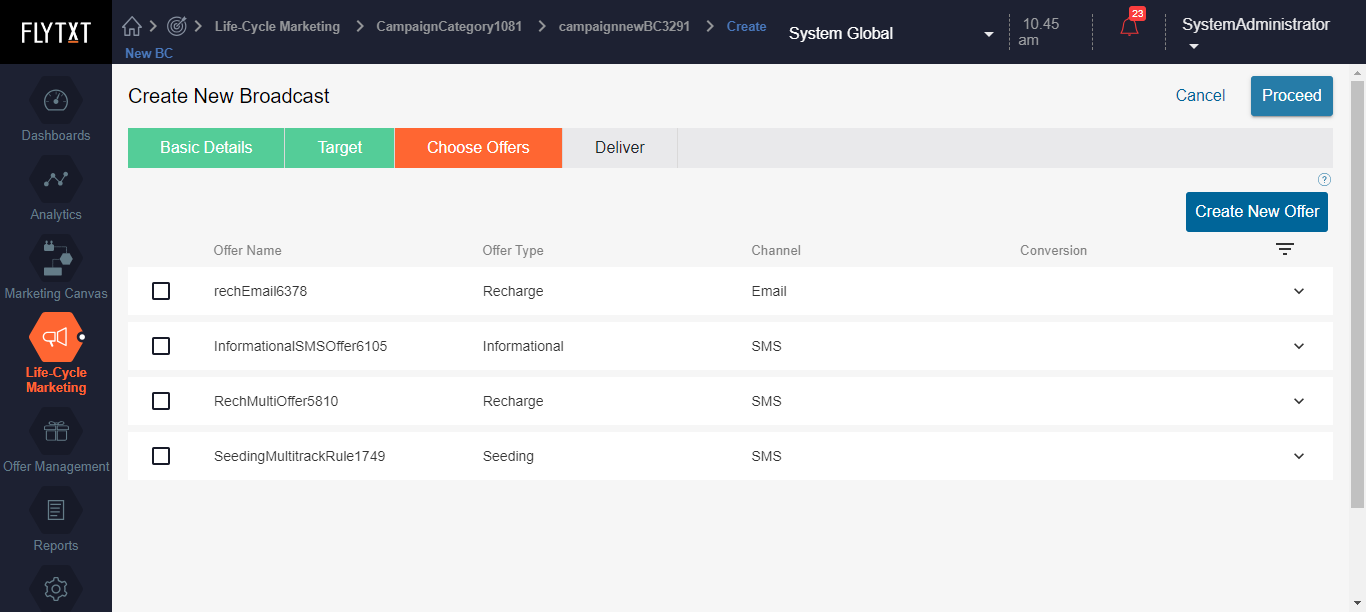 FLYTXT
Life-Cycle Marketing
CampaignCategory1081
campaignnewBC3291
Create
New BC
System Global
10.45
am
23
SystemAdministrator
Dashboards
Analytics
Marketing Canvas
Life-Cycle
Marketing
Offer Management
Reports
Create New Broadcast
Cancel
Proceed
Basic Details
Target
Choose Offers
Deliver
?
Create New Offer
Offer Name Offer Type Channel Conversion
rechEmail6378 Recharge Email
InformationalSMSOffer6105 Informational SMS
RechMultiOffer5810 Recharge SMS
SeedingMultitrackRule1749 Seeding SMS